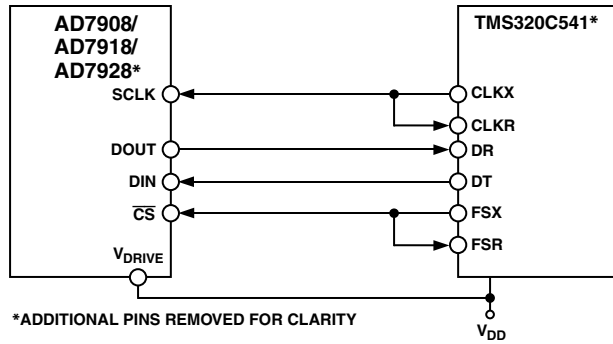 AD7908/
AD7918/
AD7928*
TMS320C541*
SCLK
CLKX
CLKR
DOUT
DR
DIN
DT
CS
FSX
FSR
VDRIVE
*ADDITIONAL PINS REMOVED FOR CLARITY
VDD